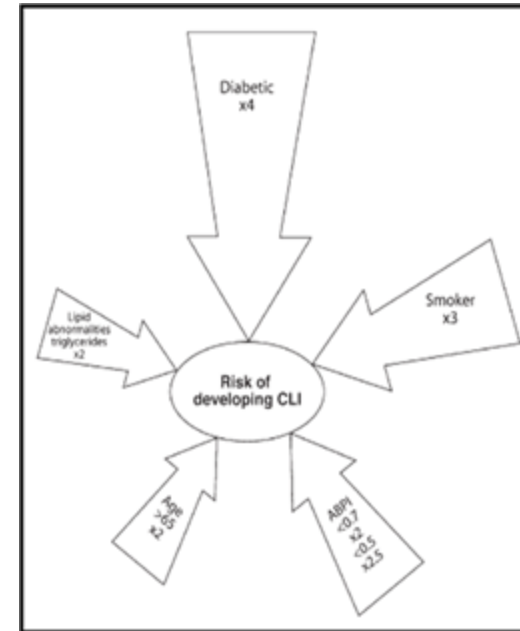 Diabetic
x4
Smoker
x3
Lipid
abnormalities
triglycerides
x2
Risk of
developing CLI
Age
>65
x2
ABPI
<0.7
x2
<0.5
x2.5